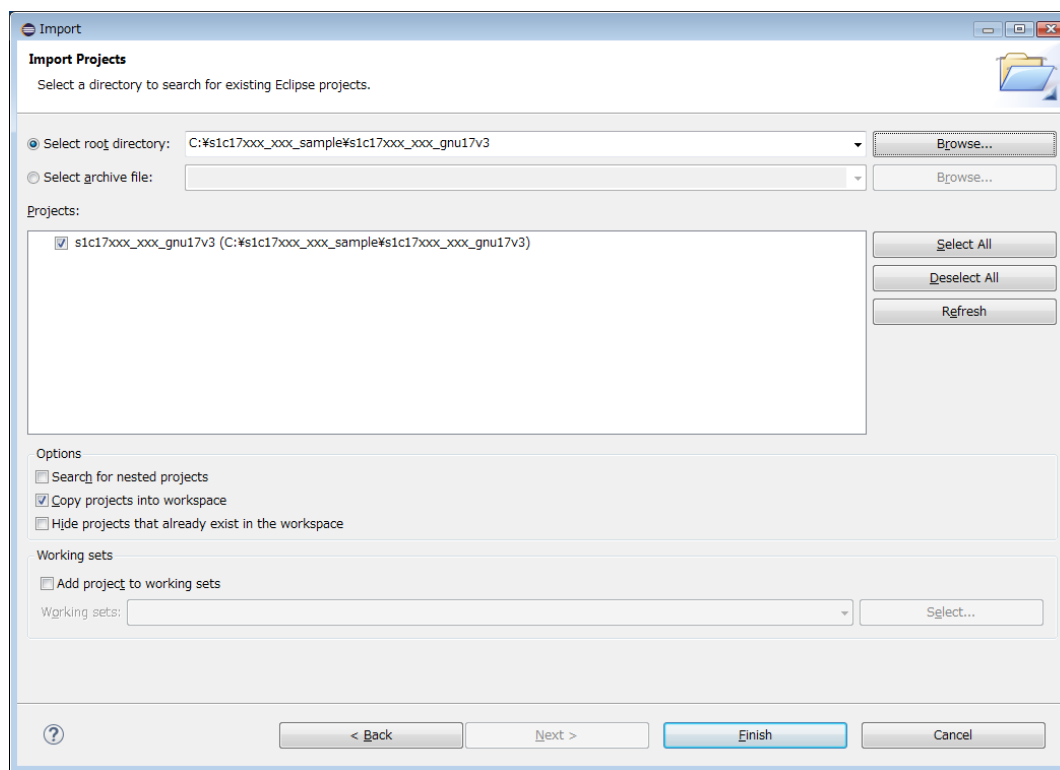 Import
Import Projects
Select a directory to search for existing Eclipse projects.
Select root directory: C:¥s1c17xxx_xxx_sample¥s1c17xxx_xxx_gnu17v3 Browse...
Select archive file: Browse...
Projects:
s1c17xxx_xxx_gnu17v3 (C:¥s1c17xxx_xxx_sample¥s1c17xxx_xxx_gnu17v3)
Select All
Deselect All
Refresh
Options
Search for nested projects
Copy projects into workspace
Hide projects that already exist in the workspace
Working sets
Add project to working sets
Working sets: Select...
? < Back Next > Finish Cancel